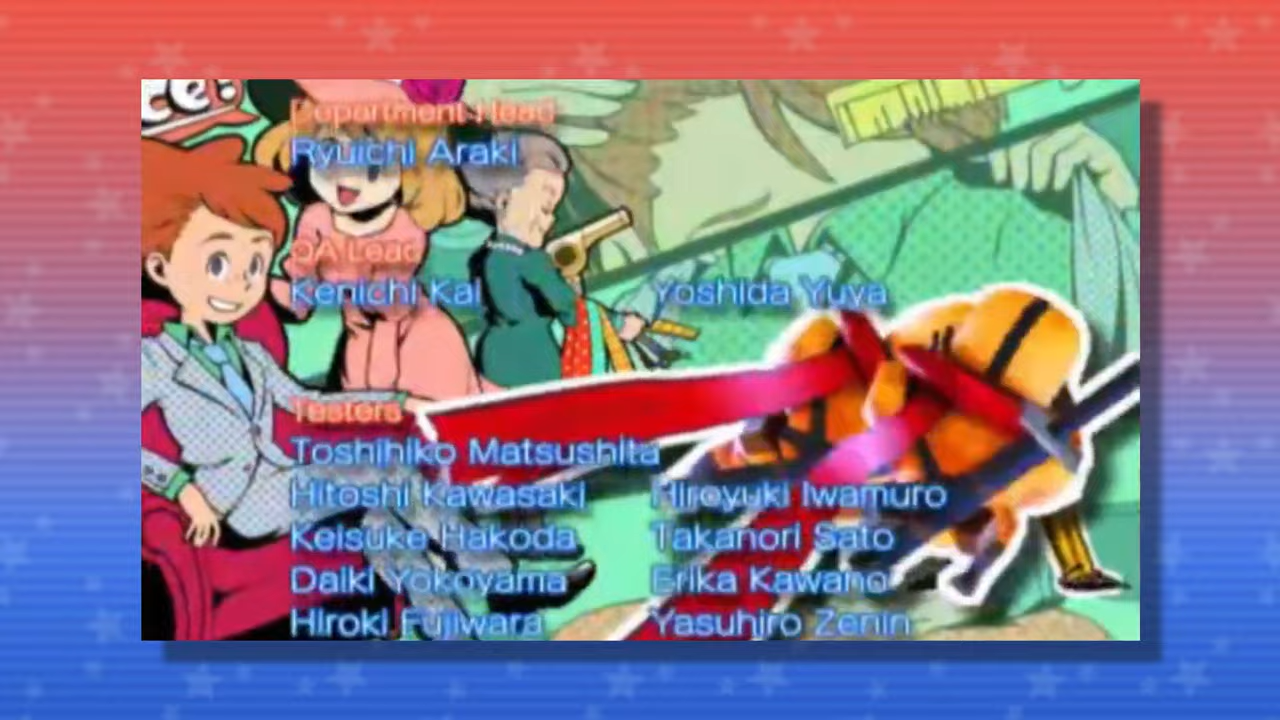 ce!
Department Head
Ryuichi Araki
QA Lead
Kenichi Kai Yoshida Yuya
Testers
Toshihiko Matsushita
Hitoshi Kawasaki Hiroyuki Iwamuro
Keisuke Hakoda Takanori Sato
Daiki Yokoyama Erika Kawano
Hiroki Fujiwara Yasuhiro Zenin